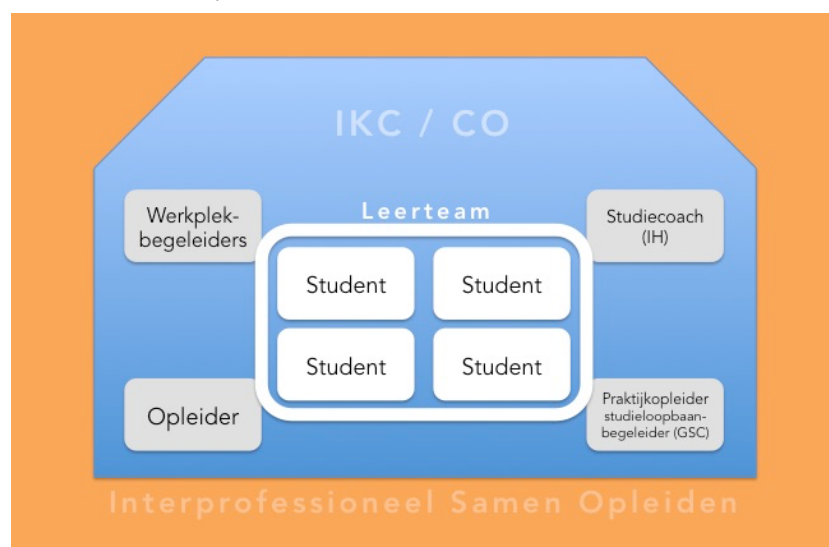 IKC / CO
Werkplek-
begeleiders
Leerteam
Studiecoach
(IH)
Student
Student
Student
Student
Opleider
Praktijkopleider
studieloopbaan-
begeleider (GSC)
Interprofessioneel Samen Opleiden